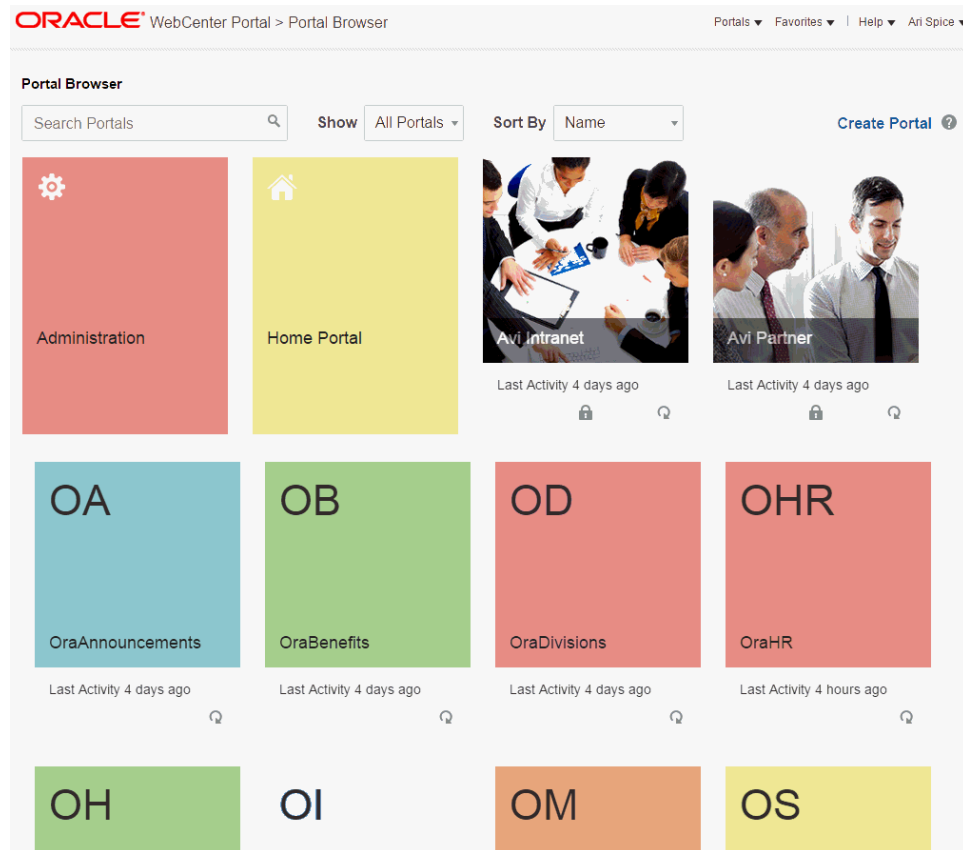 ORACLE® WebCenter Portal > Portal Browser
Portals Favorites | Help Ari Spice
Portal Browser
Search Portals Show All Portals Sort By Name Create Portal ?
Administration Home Portal Avi Intranet Avi Partner
Last Activity 4 days ago Last Activity 4 days ago
OA OB OD OHR
OraAnnouncements OraBenefits OraDivisions OraHR
Last Activity 4 days ago Last Activity 4 days ago Last Activity 4 days ago Last Activity 4 hours ago
OH OI OM OS